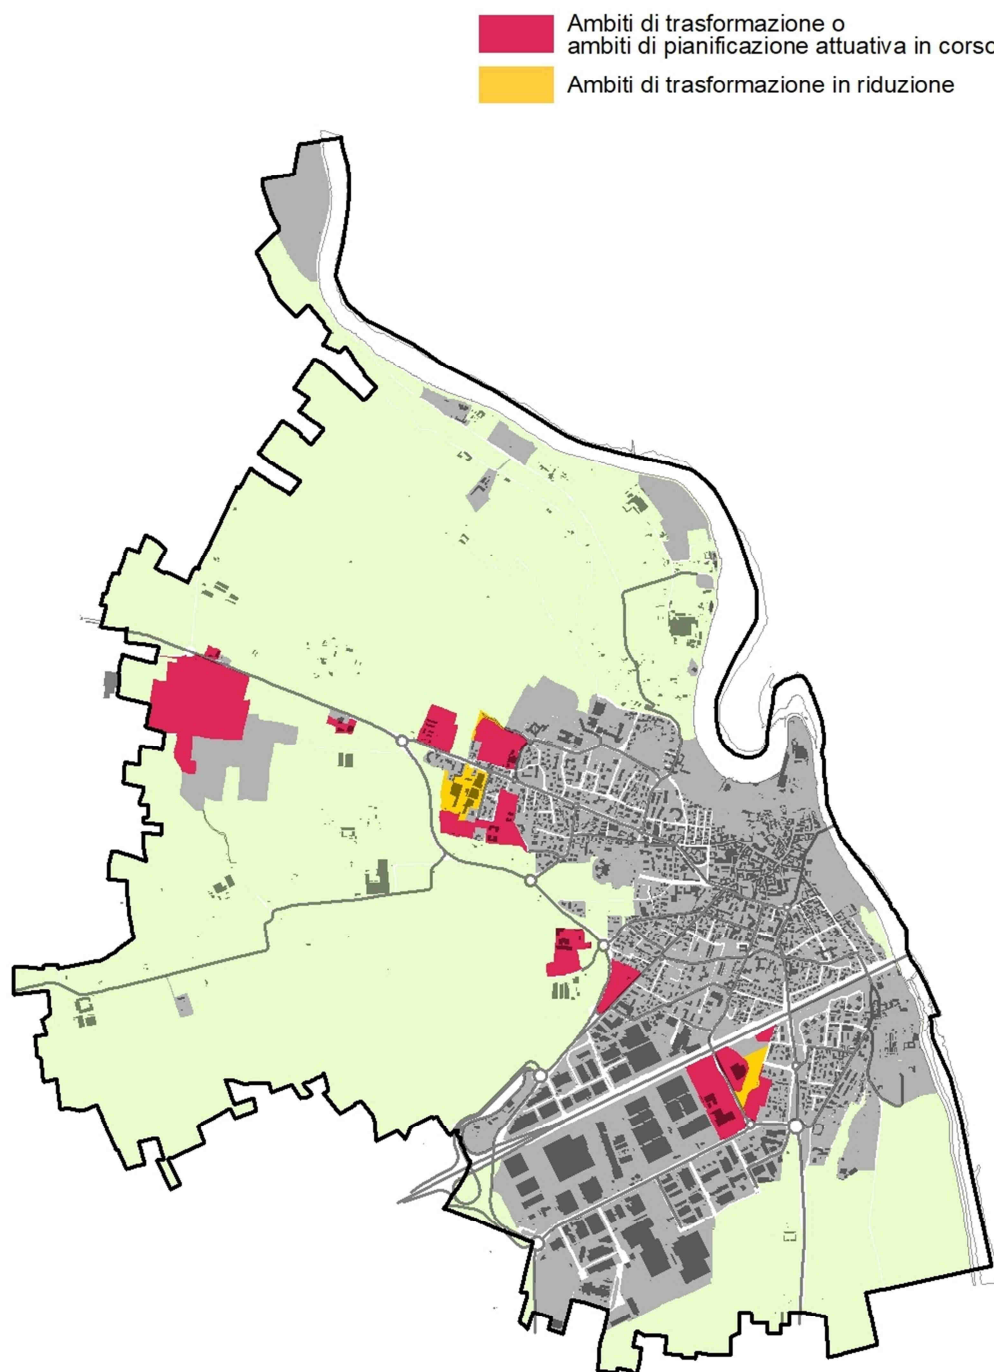 Ambiti di trasformazione o
ambiti di pianificazione attuativa in corso
Ambiti di trasformazione in riduzione